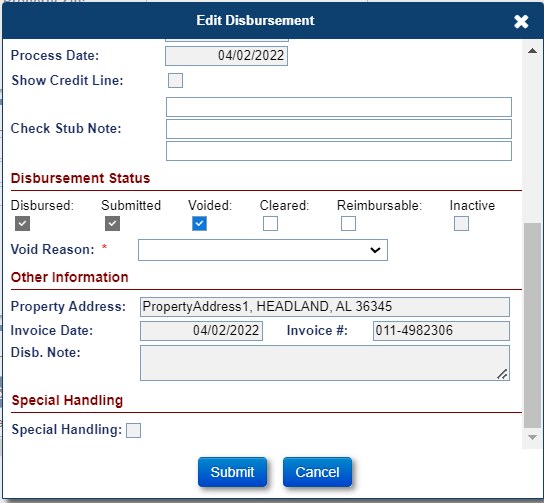 Edit Disbursement
Process Date: 04/02/2022
Show Credit Line:
Check Stub Note:
Disbursement Status
Disbursed: Submitted Voided: Cleared: Reimbursable: Inactive
Void Reason: *
Other Information
Property Address: PropertyAddress1, HEADLAND, AL 36345
Invoice Date: 04/02/2022 Invoice #: 011-4982306
Disb. Note:
Special Handling
Special Handling:
Submit Cancel